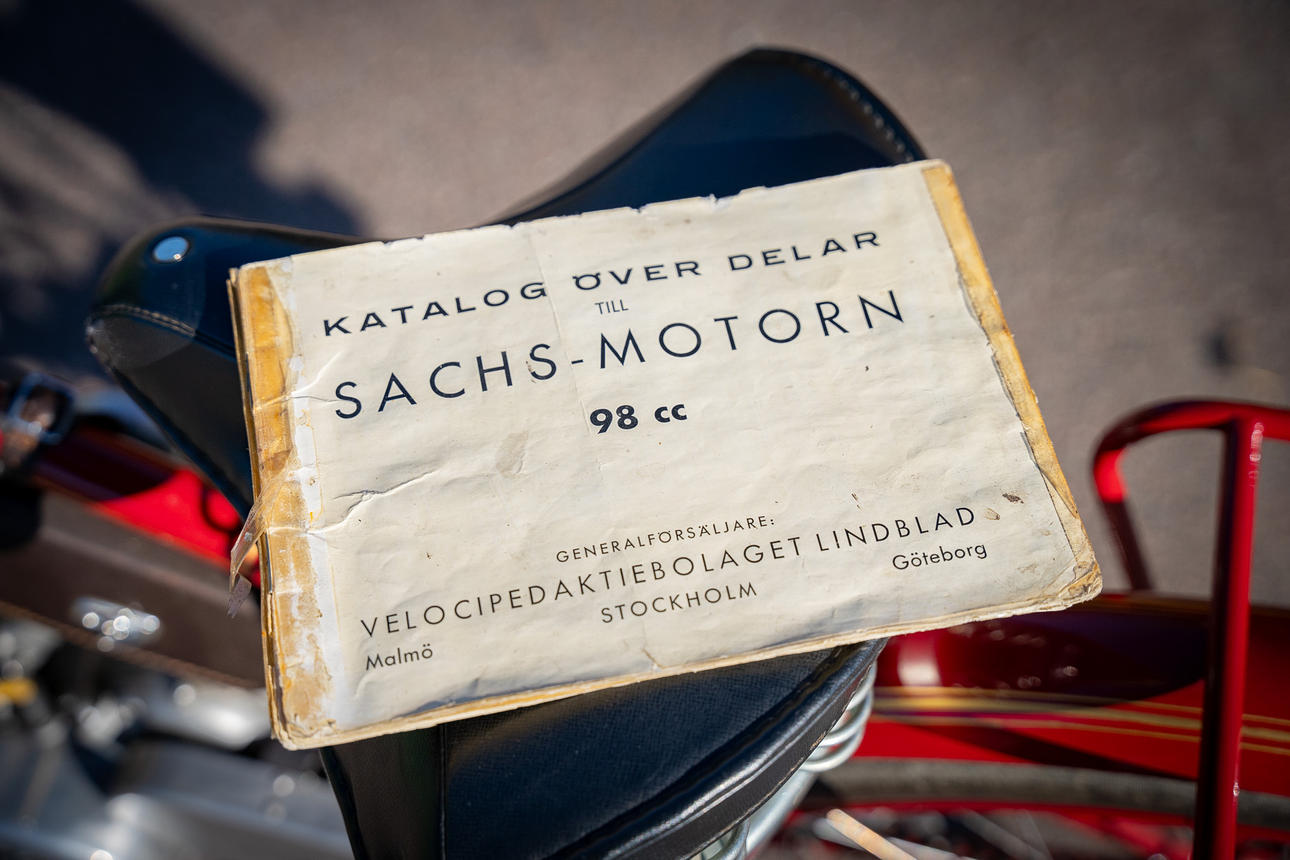 KATALOG ÖVER DELAR
TILL
SACHS-MOTORN
98 cc
GENERALFÖRSÄLJARE:
VELOCIPEDAKTIEBOLAGET LINDBLAD
Malmö STOCKHOLM Göteborg